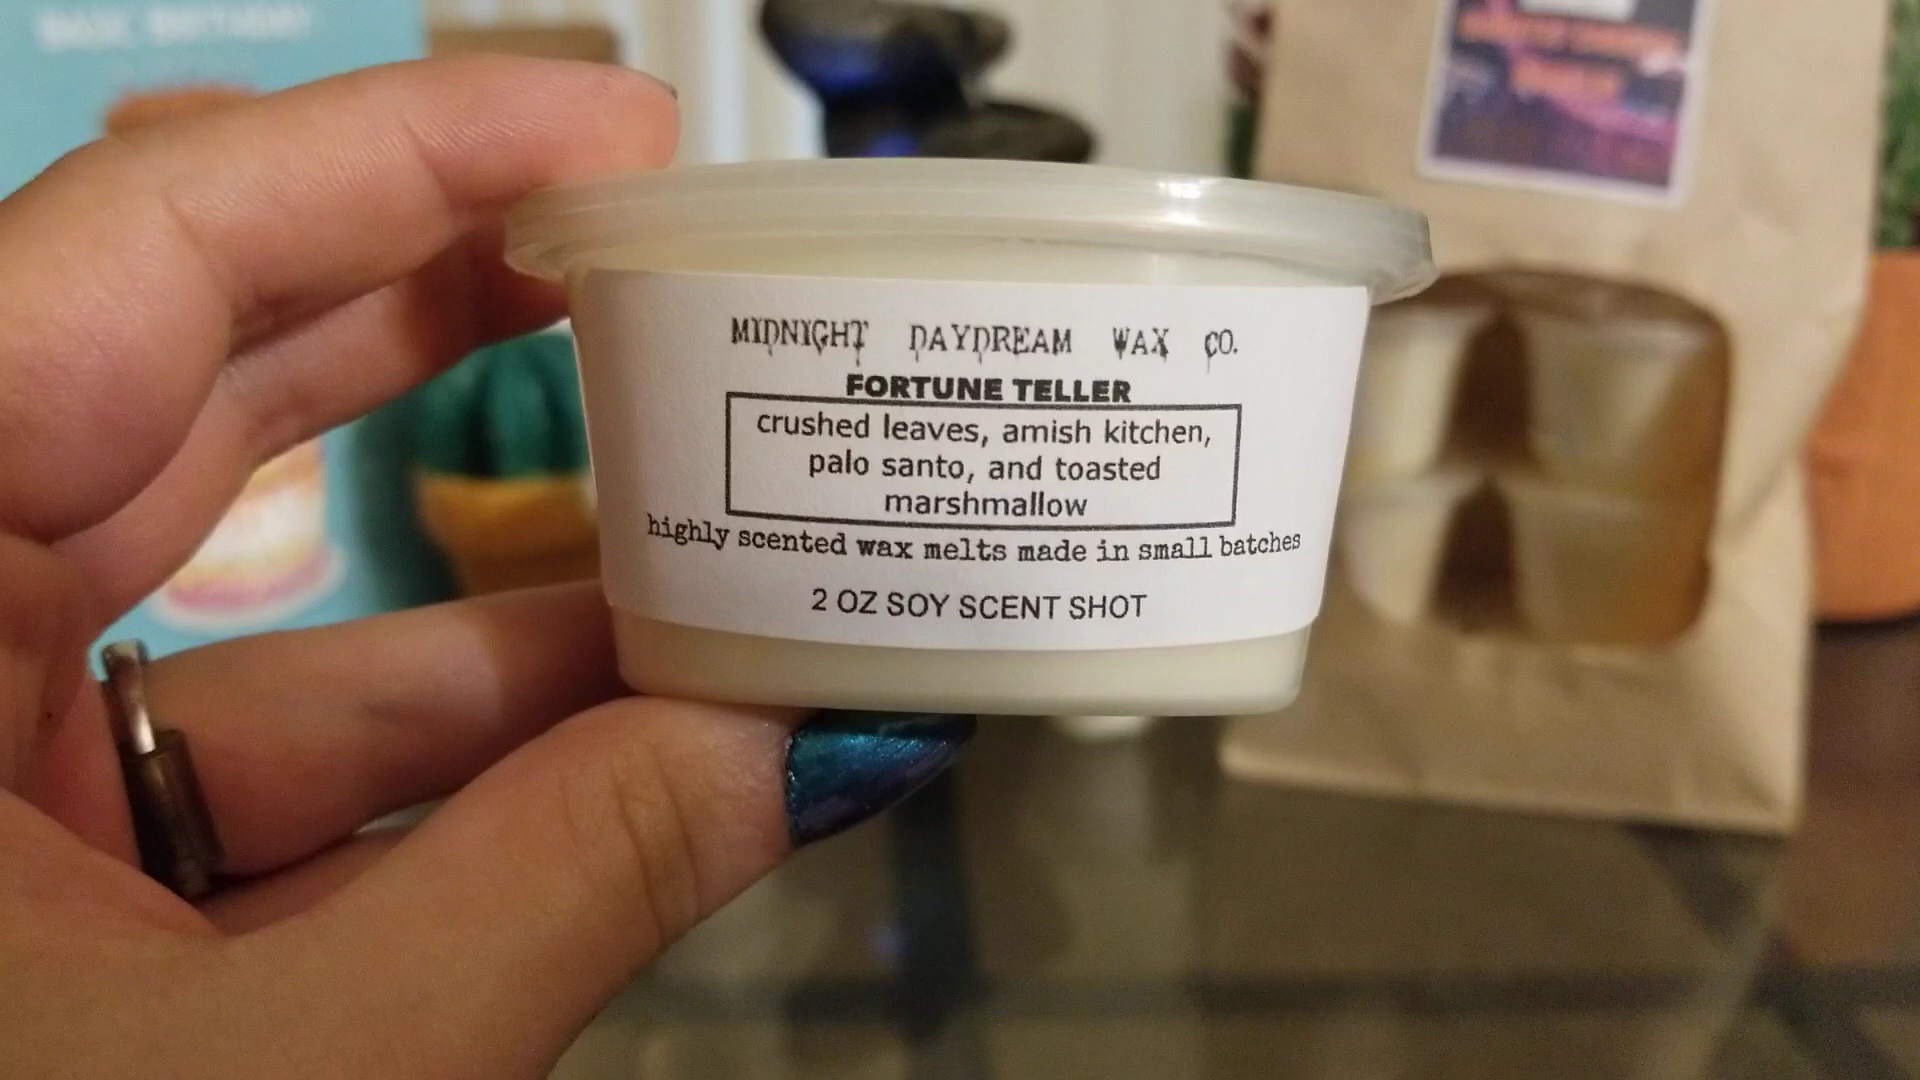 MIDNIGHT DAYDREAM WAX CO.
FORTUNE TELLER
crushed leaves, amish kitchen,
palo santo, and toasted
marshmallow
highly scented wax melts made in small batches
2 OZ SOY SCENT SHOT